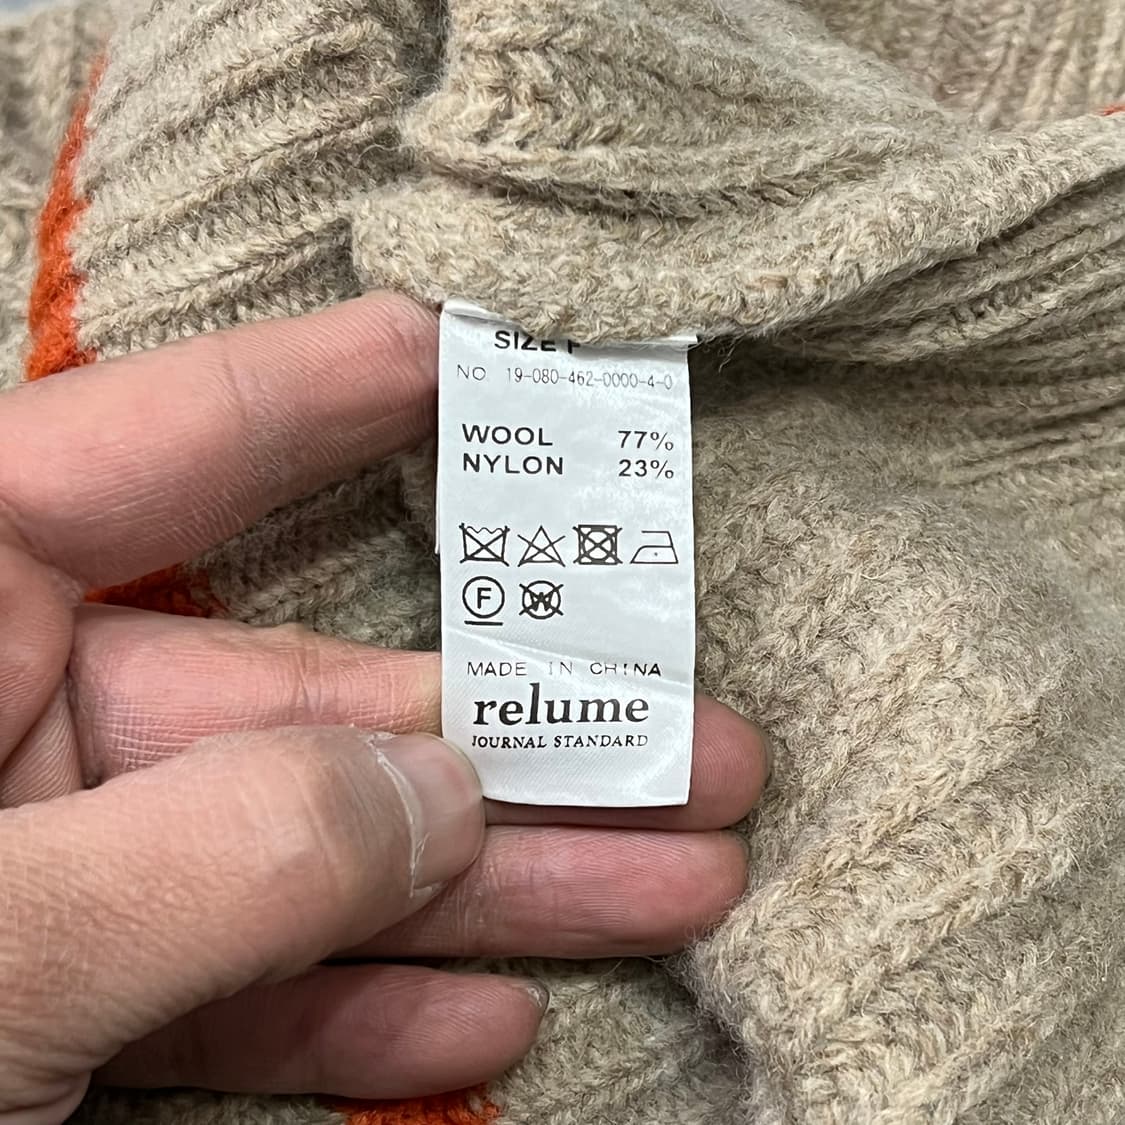 SIZE F
NO. 19-080-462-0000-4-0
WOOL 77%
NYLON 23%
F W
MADE IN CHINA
relume
JOURNAL STANDARD